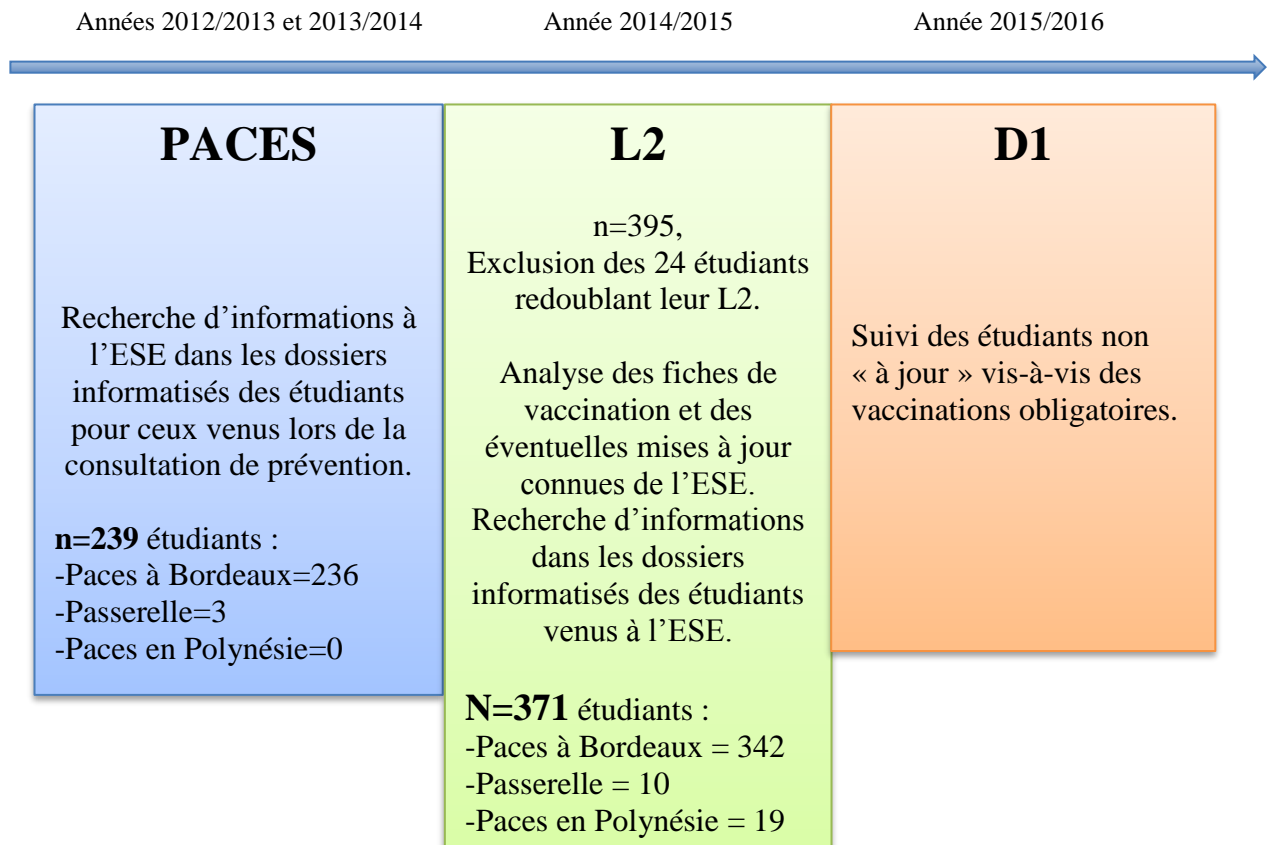 Années 2012/2013 et 2013/2014
Année 2014/2015
Année 2015/2016
PACES
Recherche d’informations à
l’ESE dans les dossiers
informatisés des étudiants
pour ceux venus lors de la
consultation de prévention.
n=239 étudiants :
-Paces à Bordeaux=236
-Passerelle=3
-Paces en Polynésie=0
L2
n=395,
Exclusion des 24 étudiants
redoublant leur L2.
Analyse des fiches de
vaccination et des
éventuelles mises à jour
connues de l’ESE.
Recherche d’informations
dans les dossiers
informatisés des étudiants
venus à l’ESE.
N=371 étudiants :
-Paces à Bordeaux = 342
-Passerelle = 10
-Paces en Polynésie = 19
D1
Suivi des étudiants non
« à jour » vis-à-vis des
vaccinations obligatoires.